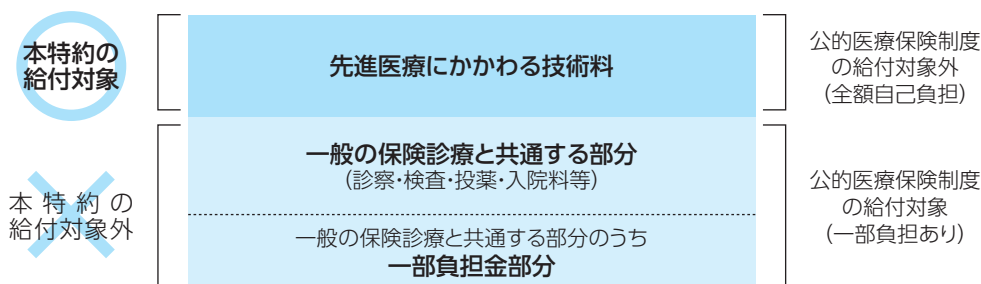 本特約の
給付対象
先進医療にかかわる技術料
公的医療保険制度
の給付対象外
(全額自己負担)
本特約の
給付対象外
一般の保険診療と共通する部分
(診察・検査・投薬・入院料等)
一般の保険診療と共通する部分のうち
一部負担金部分
公的医療保険制度
の給付対象
(一部負担あり)